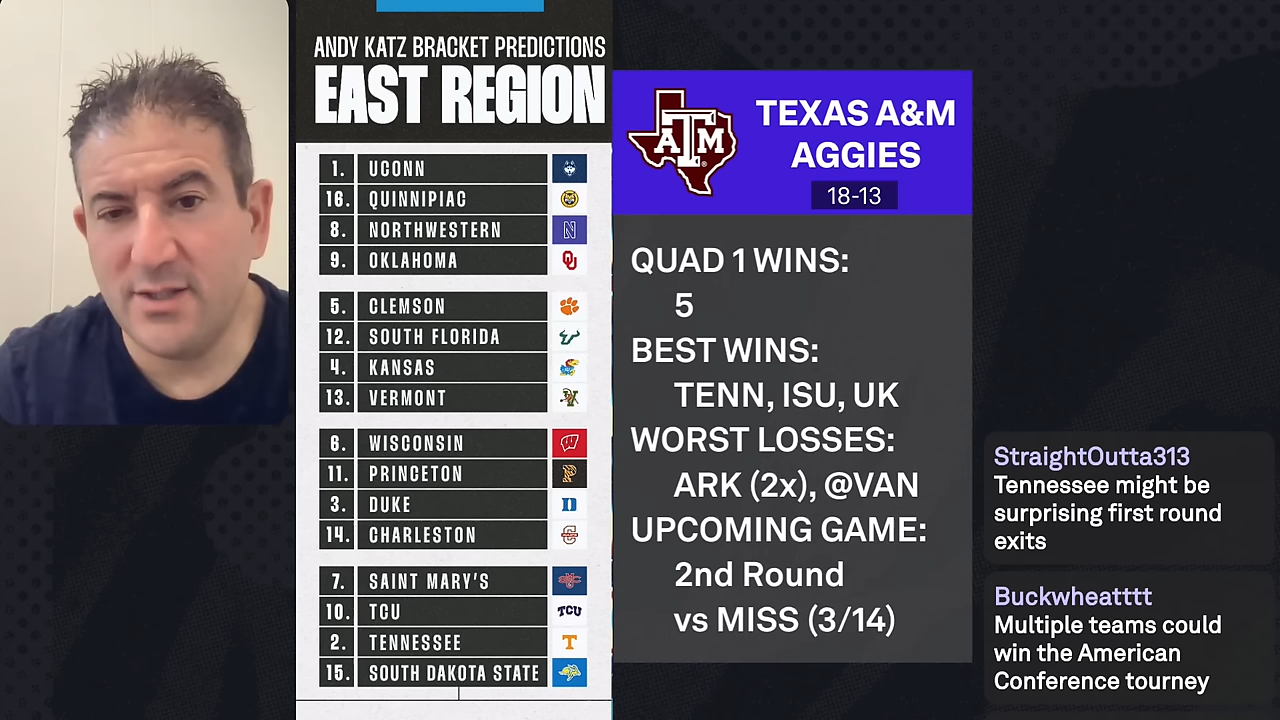 ANDY KATZ BRACKET PREDICTIONS
EAST REGION
1. UCONN
16. QUINNIPIAC
8. NORTHWESTERN N
9. OKLAHOMA OU
5. CLEMSON
12. SOUTH FLORIDA
4. KANSAS
13. VERMONT V
6. WISCONSIN W
11. PRINCETON P
3. DUKE D
14. CHARLESTON C
7. SAINT MARY'S SMC
10. TCU TCU
2. TENNESSEE T
15. SOUTH DAKOTA STATE
ATM
TEXAS A&M
AGGIES
18-13
QUAD 1 WINS:
5
BEST WINS:
TENN, ISU, UK
WORST LOSSES:
ARK (2x), @VAN
UPCOMING GAME:
2nd Round
vs MISS (3/14)
StraightOutta313
Tennessee might be
surprising first round
exits
Buckwheatttt
Multiple teams could
win the American
Conference tourney